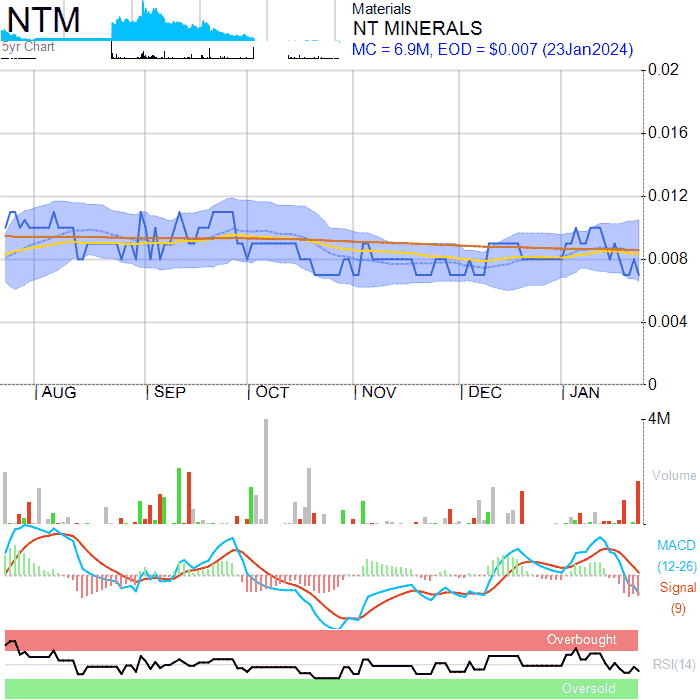 NTM
5yr Chart
Materials
NT MINERALS
MC = 6.9M, EOD = $0.007 (23Jan2024)
0.02
0.016
0.012
0.008
0.004
0
AUG SEP OCT NOV DEC JAN
4M
Volume
MACD
(12-26)
Signal
(9)
Overbought
RSI(14)
Oversold